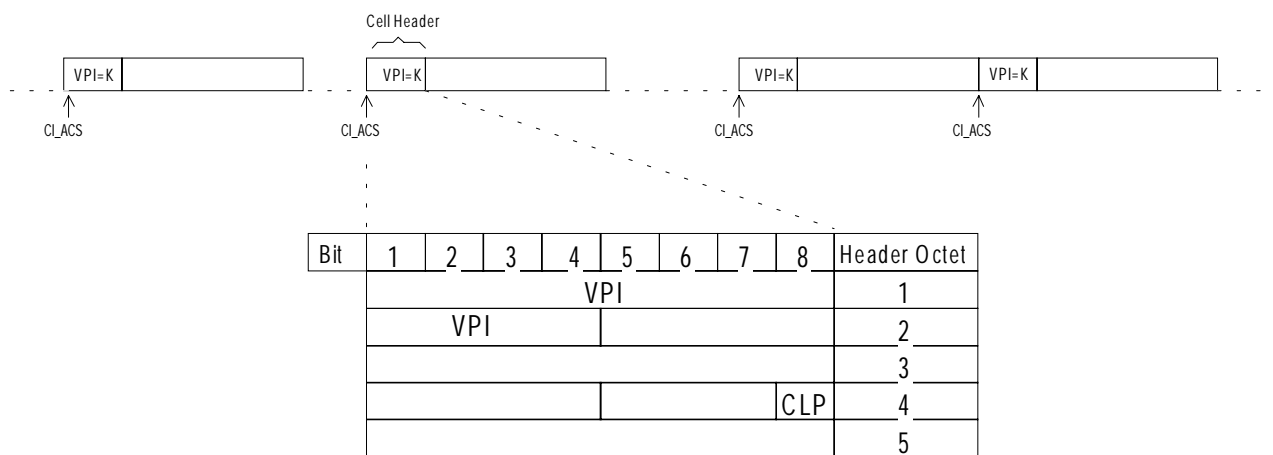 Cell Header
VPI=K VPI=K VPI=K VPI=K
CI_ACS CI_ACS CI_ACS CI_ACS
Bit 1 2 3 4 5 6 7 8 Header Octet
VPI 1
VPI 2
3
CLP 4
5